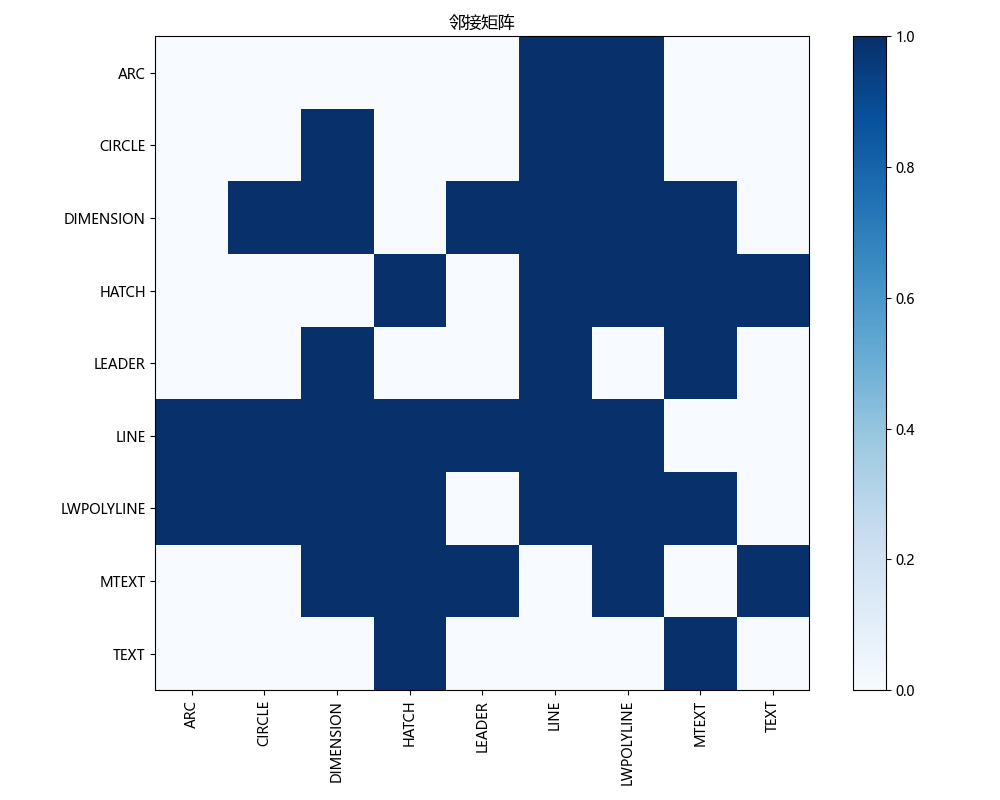 邻接矩阵
ARC
CIRCLE
DIMENSION
HATCH
LEADER
LINE
LWPOLYLINE
MTEXT
TEXT
ARC
CIRCLE
DIMENSION
HATCH
LEADER
LINE
LWPOLYLINE
MTEXT
TEXT
1.0
0.8
0.6
0.4
0.2
0.0